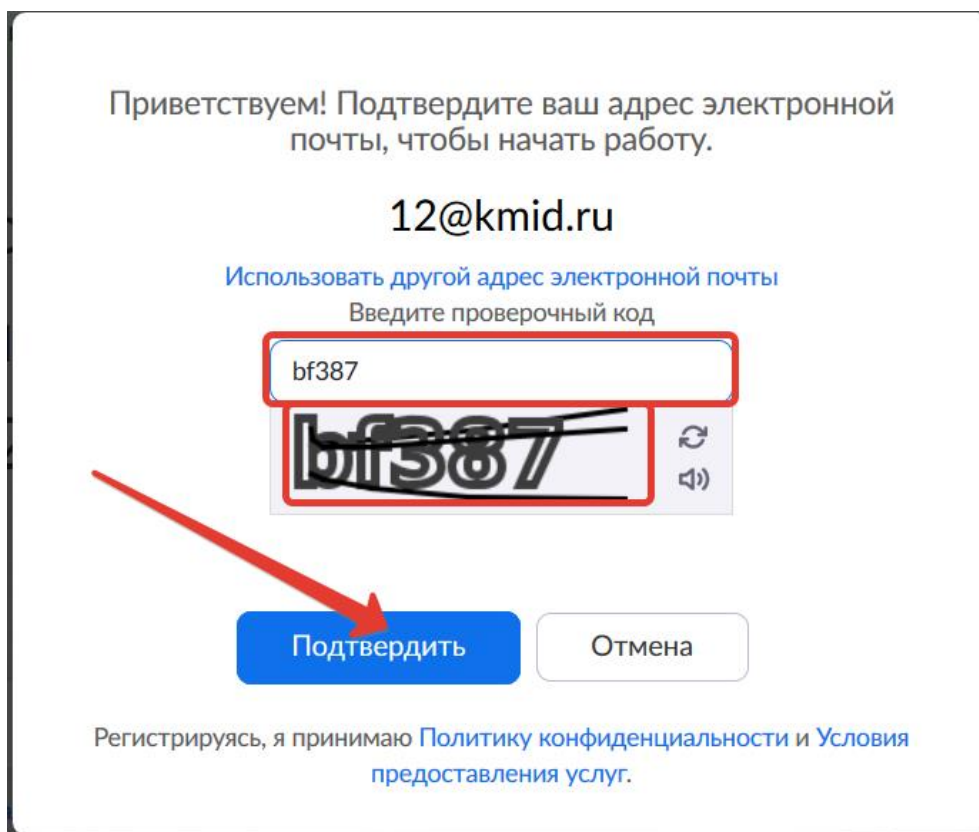 Приветствуем! Подтвердите ваш адрес электронной
почты, чтобы начать работу.
12@kmid.ru
Использовать другой адрес электронной почты
Введите проверочный код
bf387
bf387
Подтвердить
Отмена
Регистрируясь, я принимаю Политику конфиденциальности и Условия
предоставления услуг.